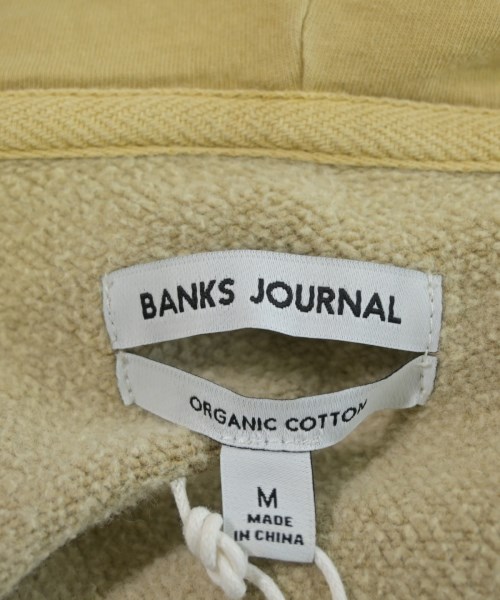 BANKS JOURNAL
ORGANIC COTTON
M
MADE
IN CHINA